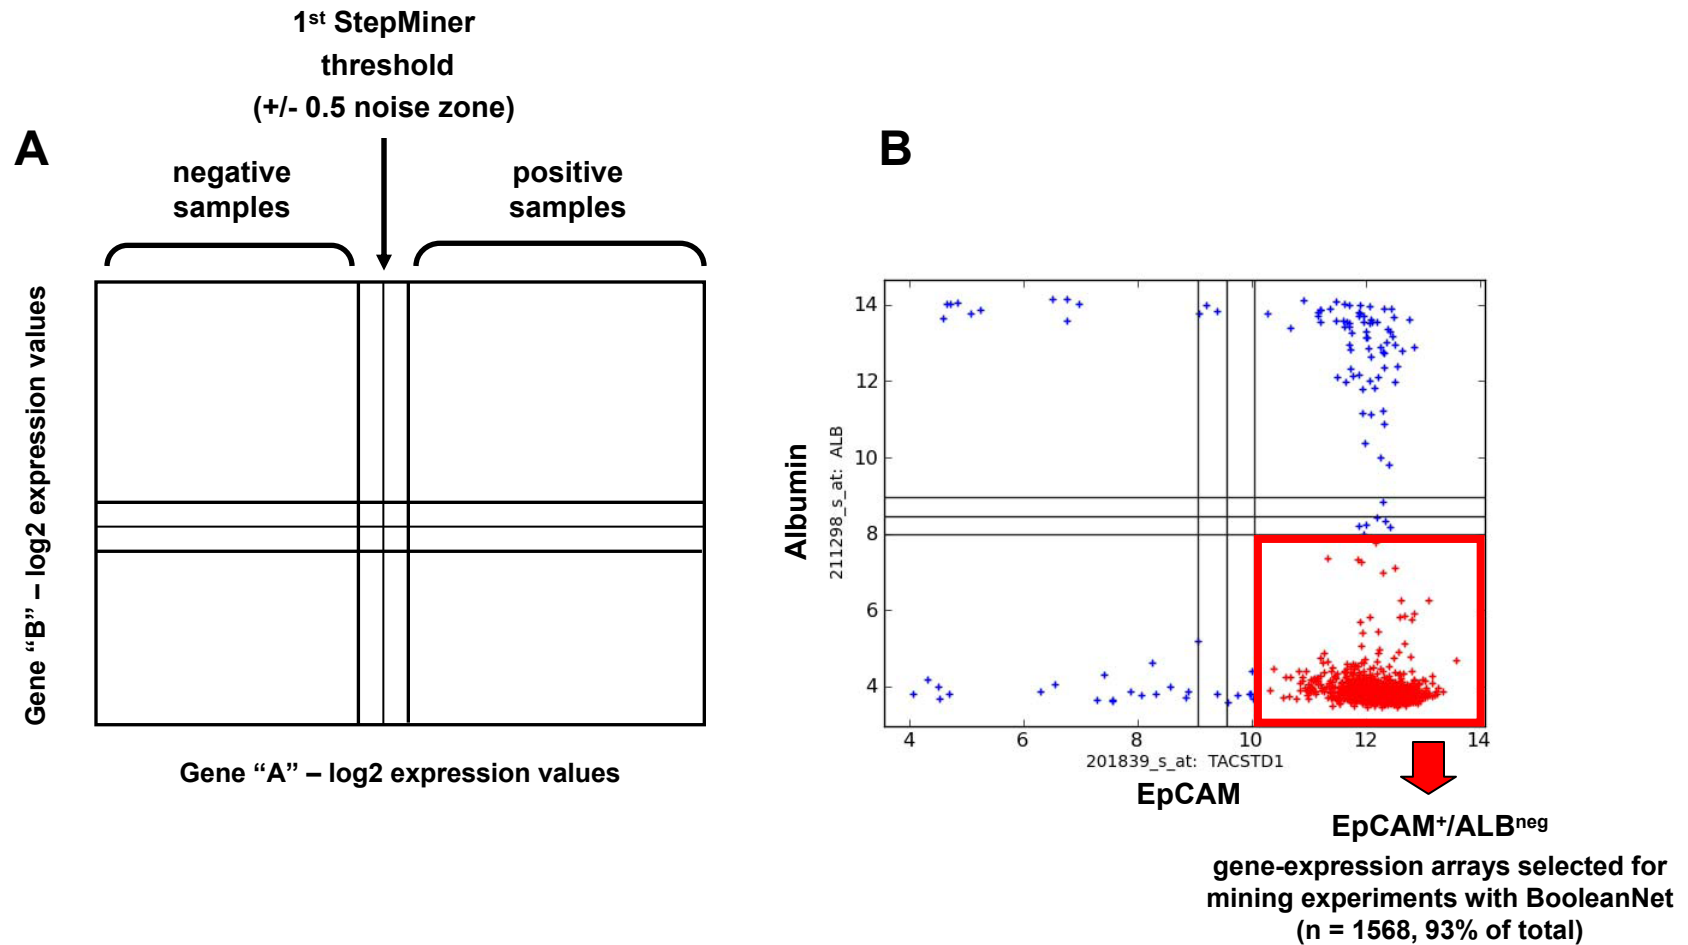 1st StepMiner
threshold
(+/- 0.5 noise zone)
A
negative
samples
positive
samples
Gene “B” – log2 expression values
Gene “A” – log2 expression values
B
14
12
10
8
6
4
Albumin
211298_s_at: ALB
4
6
8
10
12
14
201839_s_at: TACSTD1
EpCAM
EpCAM+/ALBneg
gene-expression arrays selected for
mining experiments with BooleanNet
(n = 1568, 93% of total)